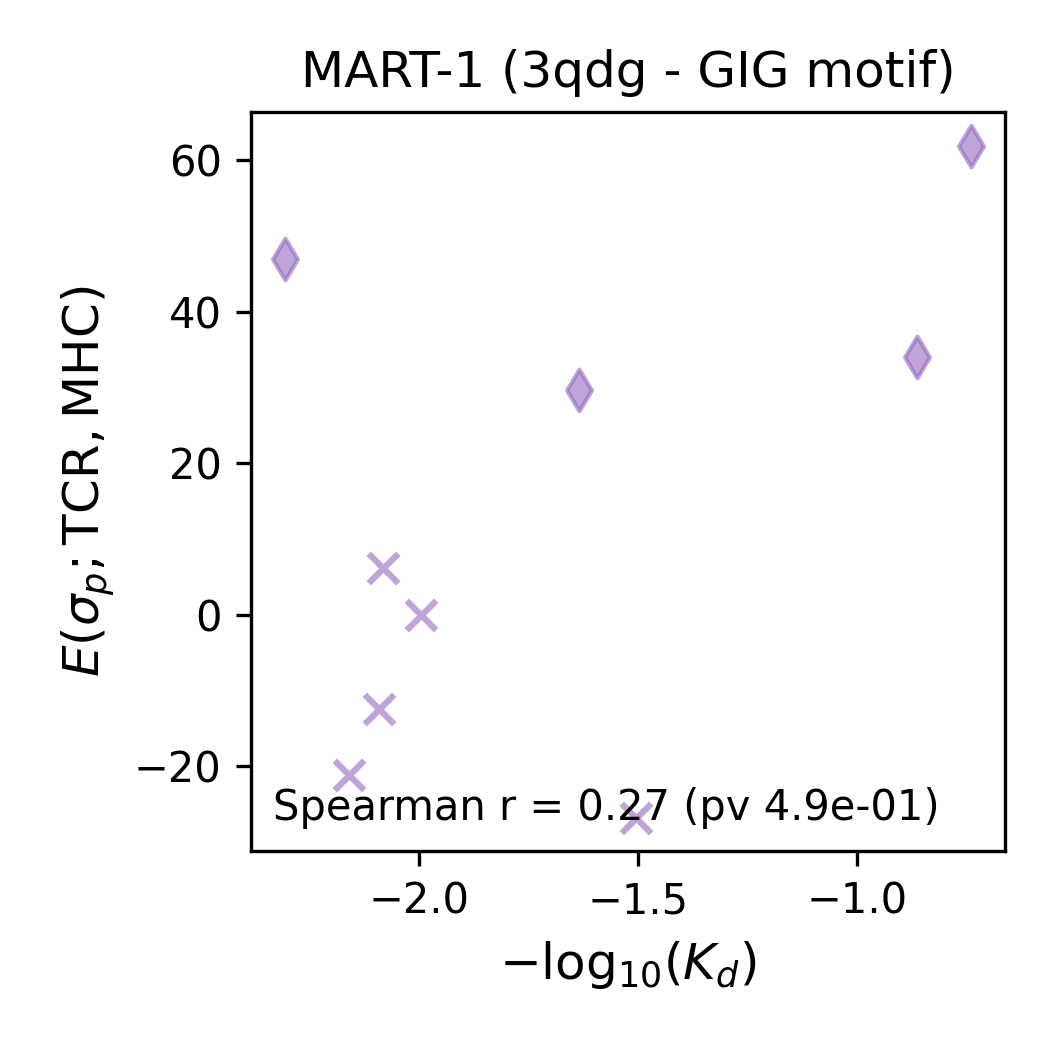 MART-1 (3qdg - GIG motif)
60
40
20
0
−20
E(σₚ; TCR, MHC)
Spearman r = 0.27 (pv 4.9e-01)
−2.0 −1.5 −1.0
−log₁₀(K_d)